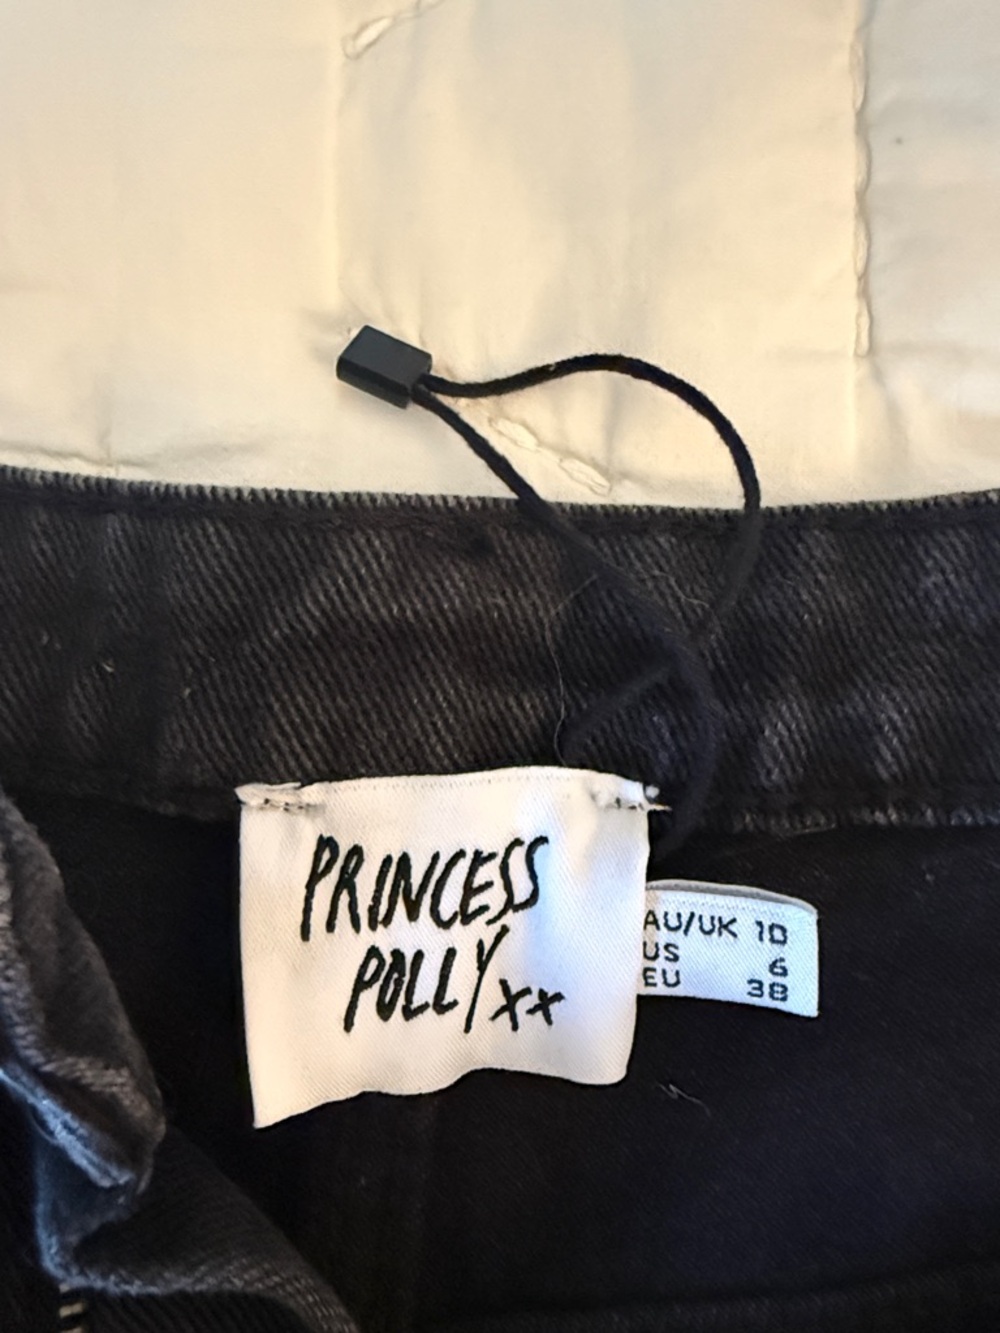 PRINCESS
POLLY xx
AU/UK 10
US 6
EU 38